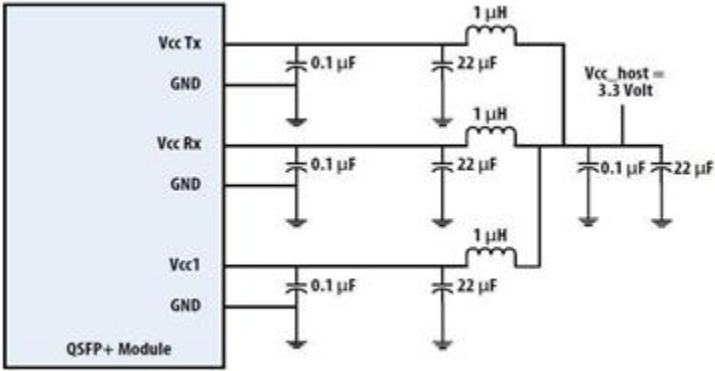 1 µH
Vcc Tx
0.1 µF
22 µF
GND
Vcc_host =
3.3 Volt
1 µH
Vcc Rx
0.1 µF
22 µF
0.1 µF
22 µF
GND
1 µH
Vcc1
0.1 µF
22 µF
GND
QSFP+ Module